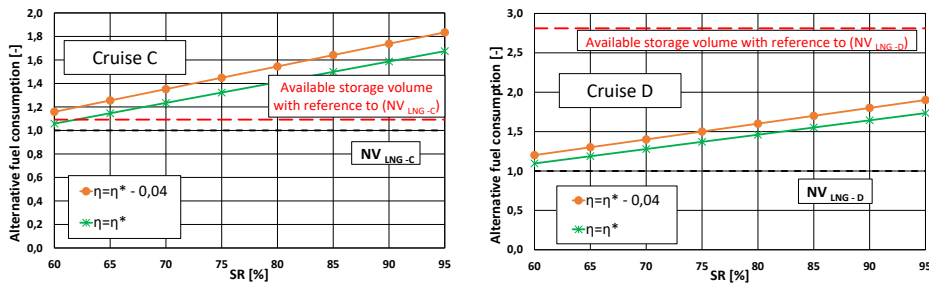 Alternative fuel consumption [-]
2,0
1,8
1,6
1,4
1,2
1,0
0,8
0,6
0,4
0,2
0,0
Cruise C
Available storage volume
with reference to (NV LNG -C)
NV LNG -C
η=η* - 0,04
η=η*
60 65 70 75 80 85 90 95
SR [%]
Alternative fuel consumption [-]
3,0
2,5
2,0
1,5
1,0
0,5
0,0
Available storage volume with reference to (NV LNG -D)
Cruise D
NV LNG - D
η=η* - 0,04
η=η*
60 65 70 75 80 85 90 95
SR [%]